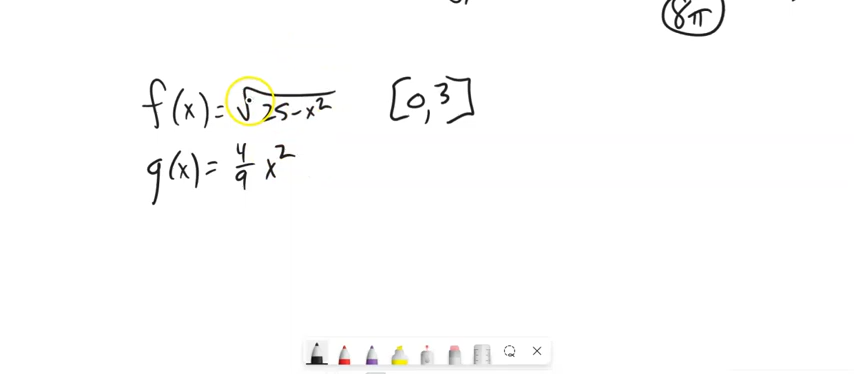 8π
f(x) = √25-x² [0,3]
g(x) = 4/9 x²